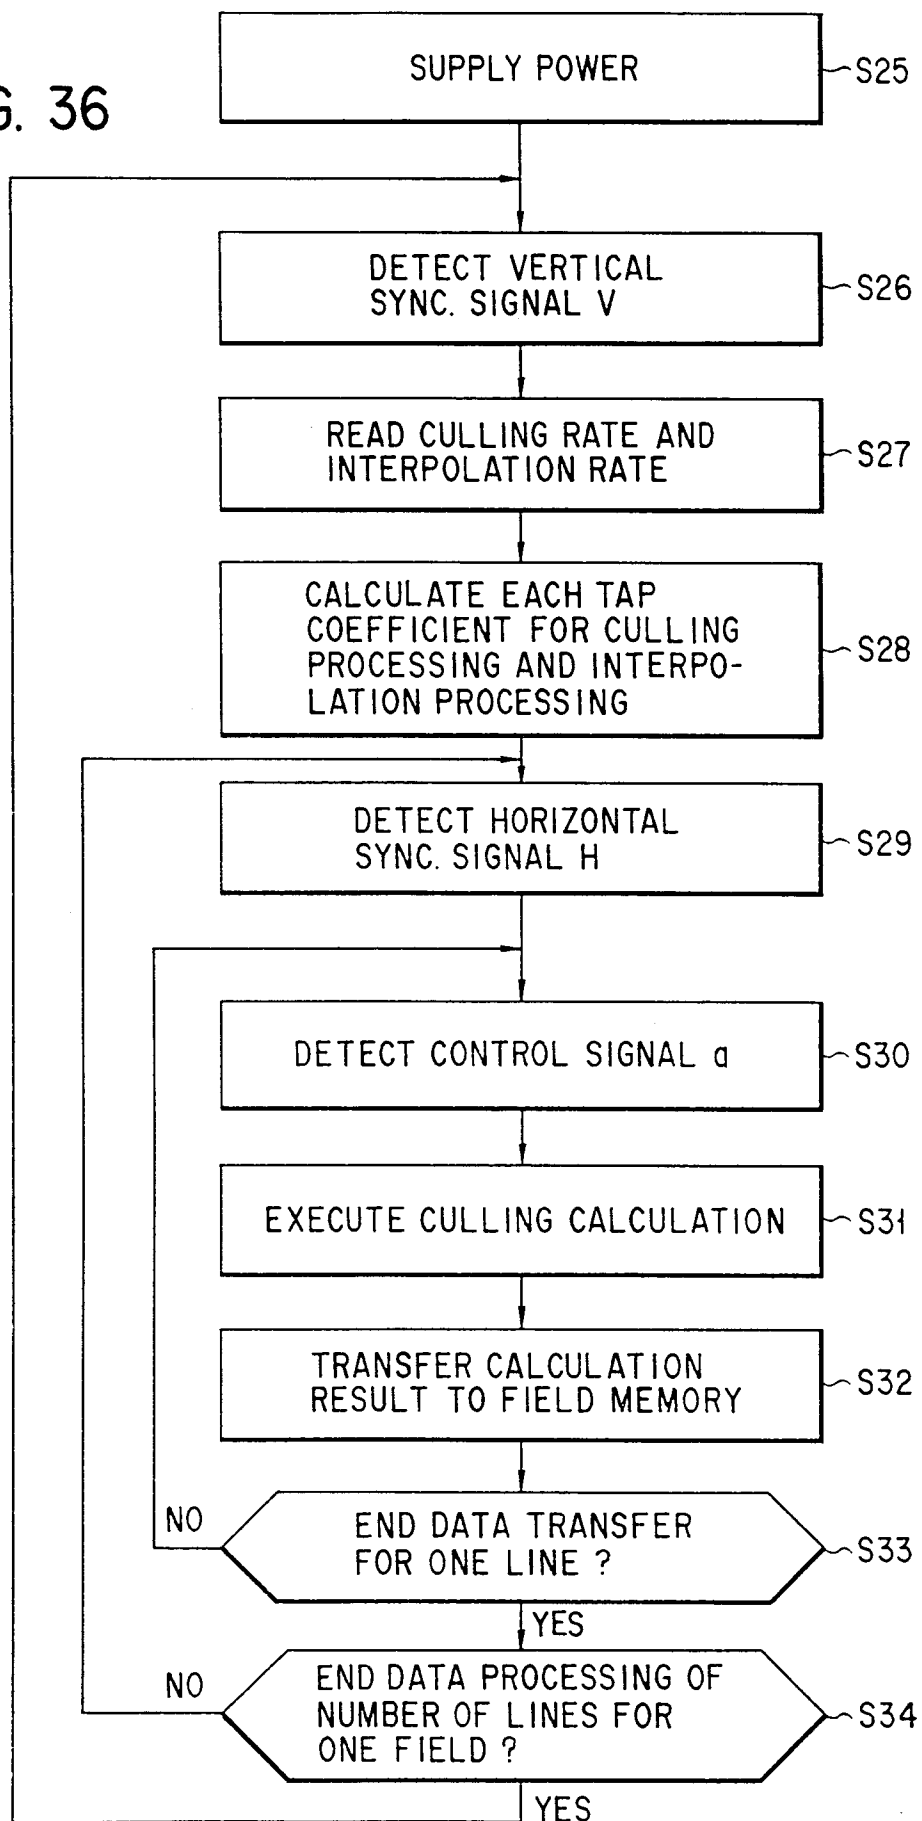 SUPPLY POWER
S25
G. 36
DETECT VERTICAL
SYNC. SIGNAL V
S26
READ CULLING RATE AND
INTERPOLATION RATE
S27
CALCULATE EACH TAP
COEFFICIENT FOR CULLING
PROCESSING AND INTERPO-
LATION PROCESSING
S28
DETECT HORIZONTAL
SYNC. SIGNAL H
S29
DETECT CONTROL SIGNAL a
S30
EXECUTE CULLING CALCULATION
S31
TRANSFER CALCULATION
RESULT TO FIELD MEMORY
S32
NO
END DATA TRANSFER
FOR ONE LINE ?
S33
YES
NO
END DATA PROCESSING OF
NUMBER OF LINES FOR
ONE FIELD ?
S34
YES